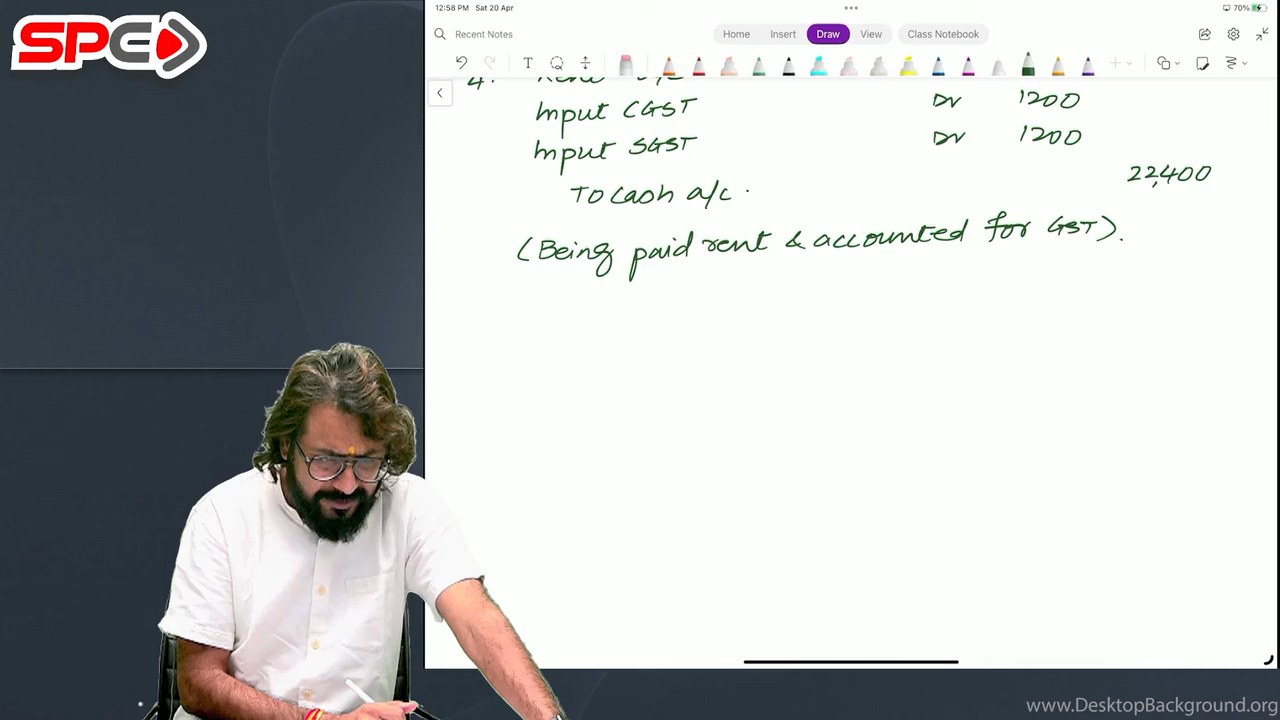 SPE
12:58 PM Sat 20 Apr
70%
Recent Notes
Home Insert Draw View Class Notebook
4.
Input CGST Dr 1200
Input SGST Dr 1200
22,400
To Cash a/c .
(Being paid rent & accounted for GST).
www.DesktopBackground.org